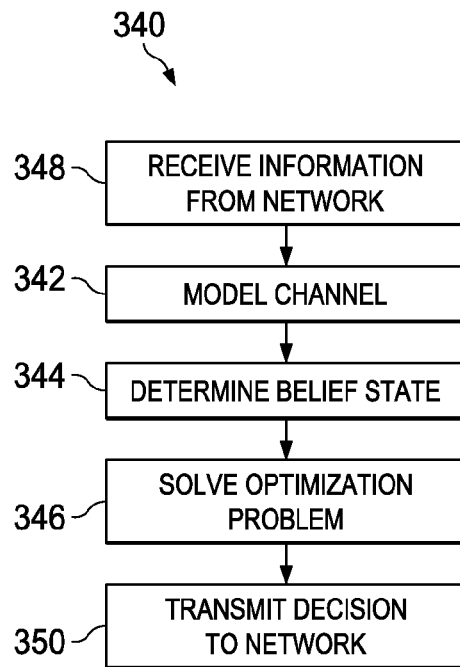 340
348
RECEIVE INFORMATION
FROM NETWORK
342
MODEL CHANNEL
344
DETERMINE BELIEF STATE
346
SOLVE OPTIMIZATION
PROBLEM
350
TRANSMIT DECISION
TO NETWORK